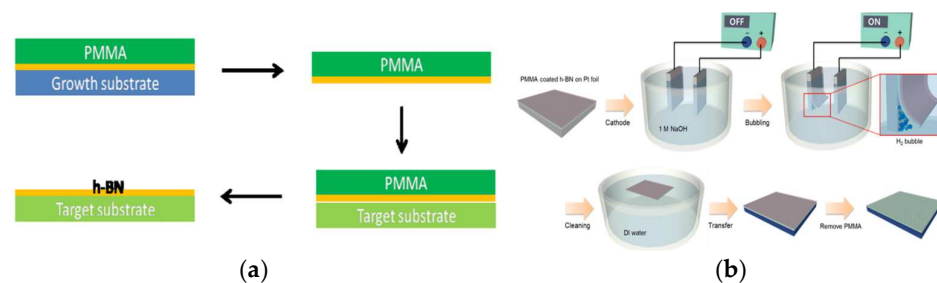 PMMA
Growth substrate
PMMA
PMMA
Target substrate
h-BN
Target substrate
(a)
OFF
- +
ON
- +
PMMA coated h-BN on Pt foil
Cathode
1 M NaOH
Bubbling
H₂ bubble
Cleaning
DI water
Transfer
Remove PMMA
(b)